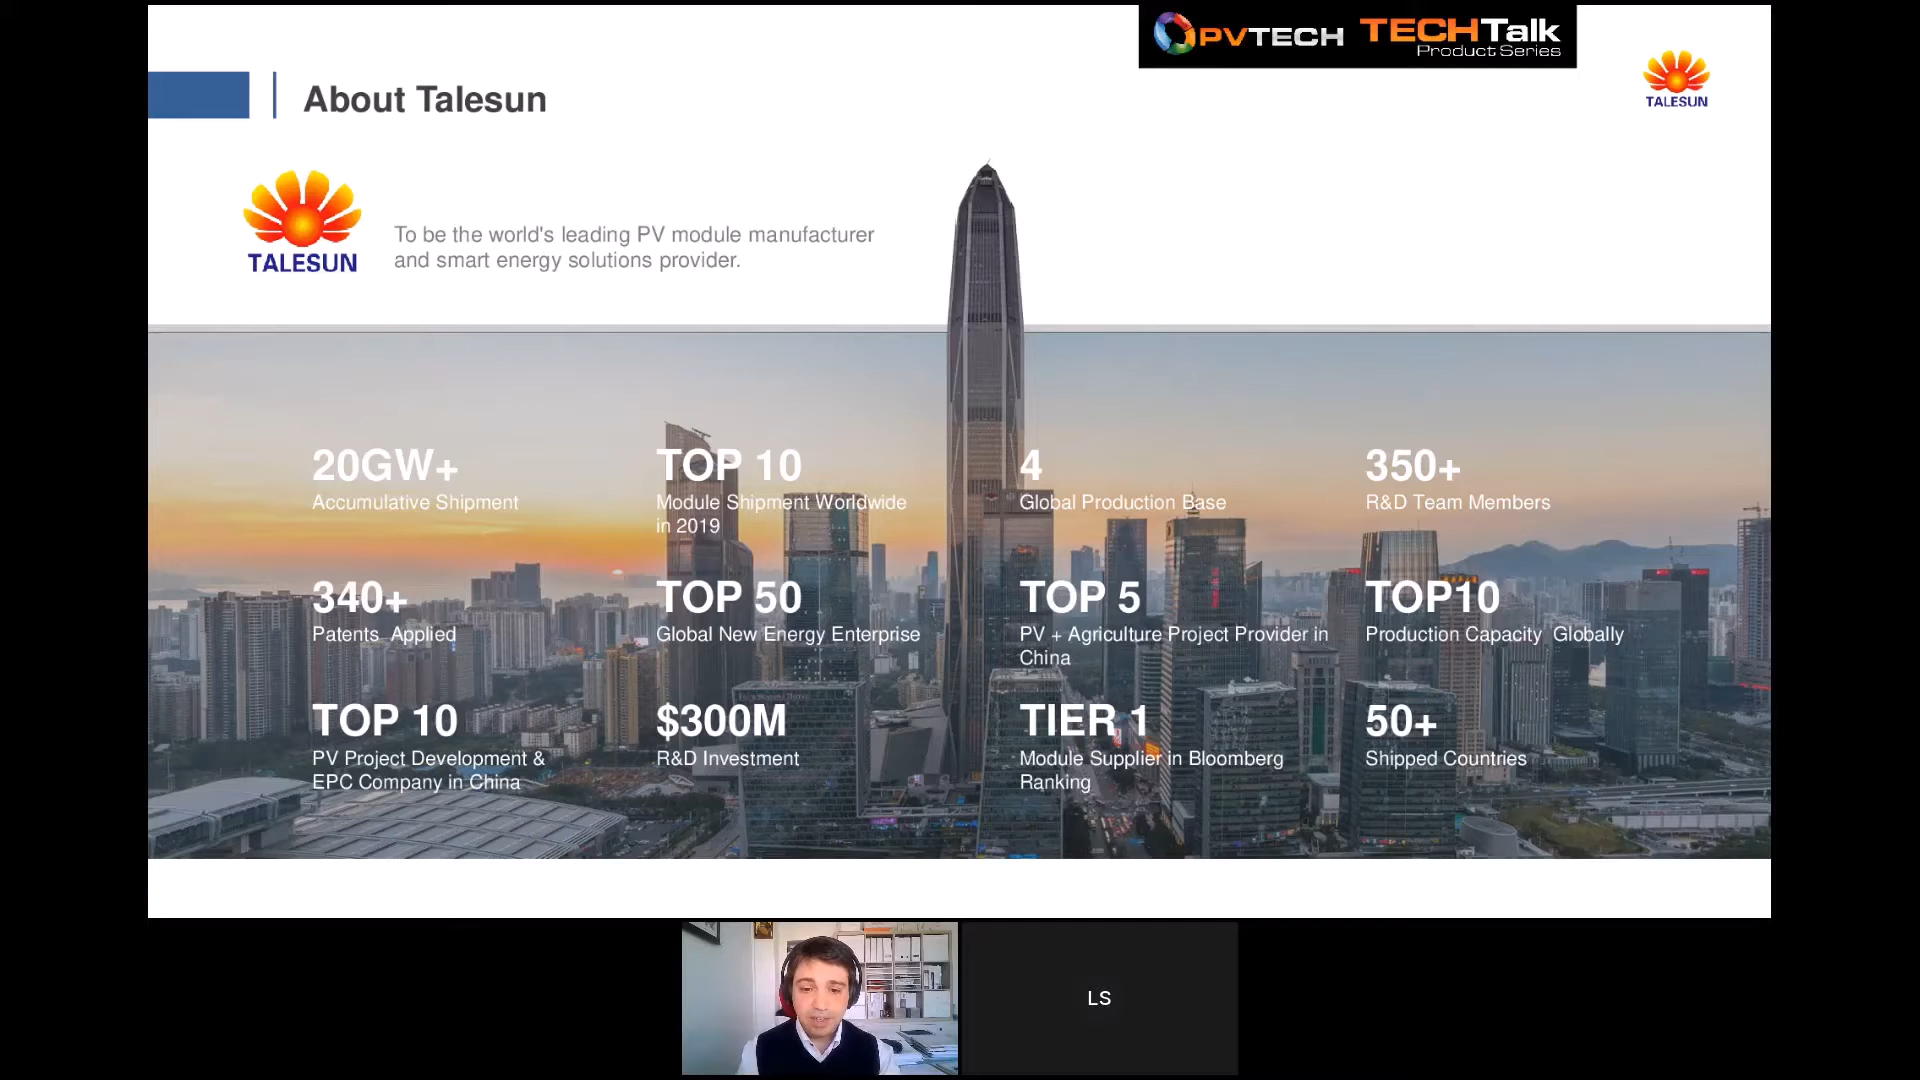 PVTECH TECHTalk
Product Series
TALESUN
About Talesun
TALESUN
To be the world's leading PV module manufacturer
and smart energy solutions provider.
20GW+
Accumulative Shipment
TOP 10
Module Shipment Worldwide
in 2019
4
Global Production Base
350+
R&D Team Members
340+
Patents Applied
TOP 50
Global New Energy Enterprise
TOP 5
PV + Agriculture Project Provider in
China
TOP10
Production Capacity Globally
TOP 10
PV Project Development &
EPC Company in China
$300M
R&D Investment
TIER 1
Module Supplier in Bloomberg
Ranking
50+
Shipped Countries
LS